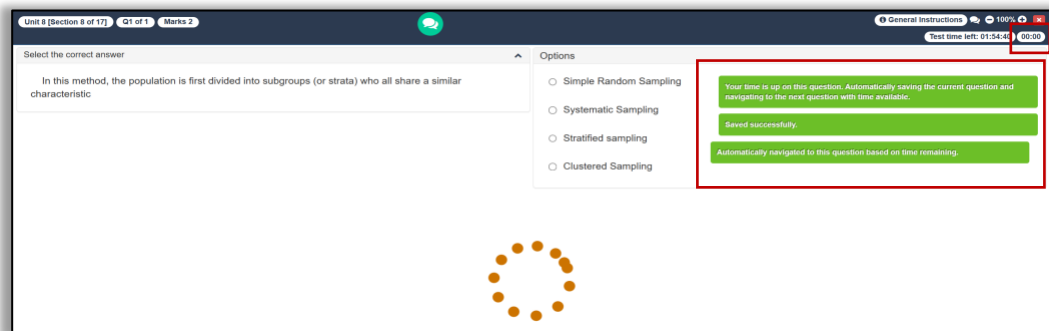 Unit 8 [Section 8 of 17] Q1 of 1 Marks 2
General Instructions 100%
Test time left: 01:54:40 00:00
Select the correct answer
In this method, the population is first divided into subgroups (or strata) who all share a similar
characteristic
Options
Simple Random Sampling
Systematic Sampling
Stratified sampling
Clustered Sampling
Your time is up on this question. Automatically saving the current question and
navigating to the next question with time available.
Saved successfully.
Automatically navigated to this question based on time remaining.